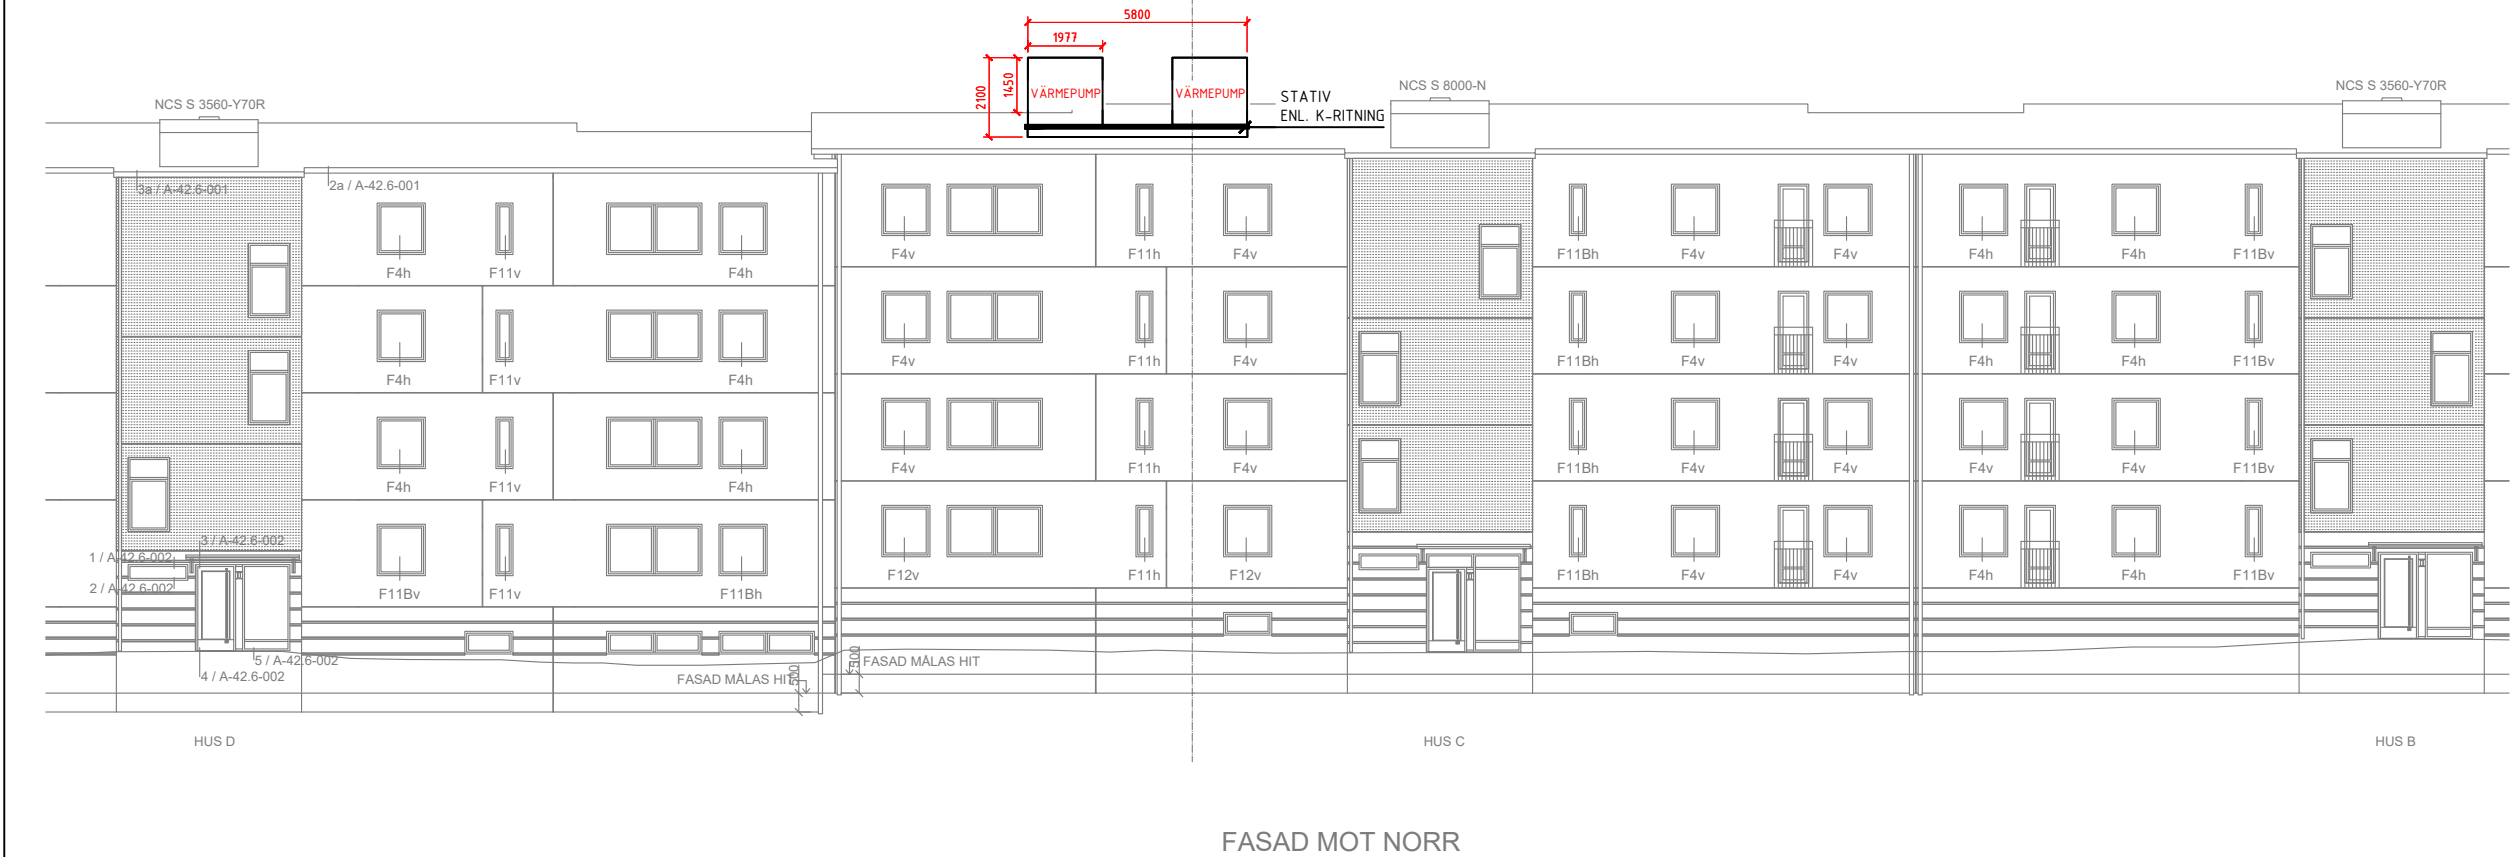 5800
1977
2100
1450
VÄRMEPUMP
VÄRMEPUMP
STATIV
ENL. K-RITNING
NCS S 3560-Y70R
NCS S 8000-N
NCS S 3560-Y70R
3a / A-42.6-001
2a / A-42.6-001
F4h F11v F4h
F4v F11h F4v
F11Bh F4v F4v
F4h F4h F11Bv
F4h F11v F4h
F4v F11h F4v
F11Bh F4v F4v
F4h F4h F11Bv
F4h F11v F4h
F4v F11h F4v
F11Bh F4v F4v
F4v F4v F11Bv
F11Bv F11v F11Bh
F12v F11h F12v
F11Bh F4v F4v
F4h F4h F11Bv
3 / A-42.6-002
1 / A-42.6-002
2 / A-42.6-002
5 / A-42.6-002
4 / A-42.6-002
FASAD MÅLAS HIT
500
500
FASAD MÅLAS HIT
HUS D
HUS C
HUS B
FASAD MOT NORR